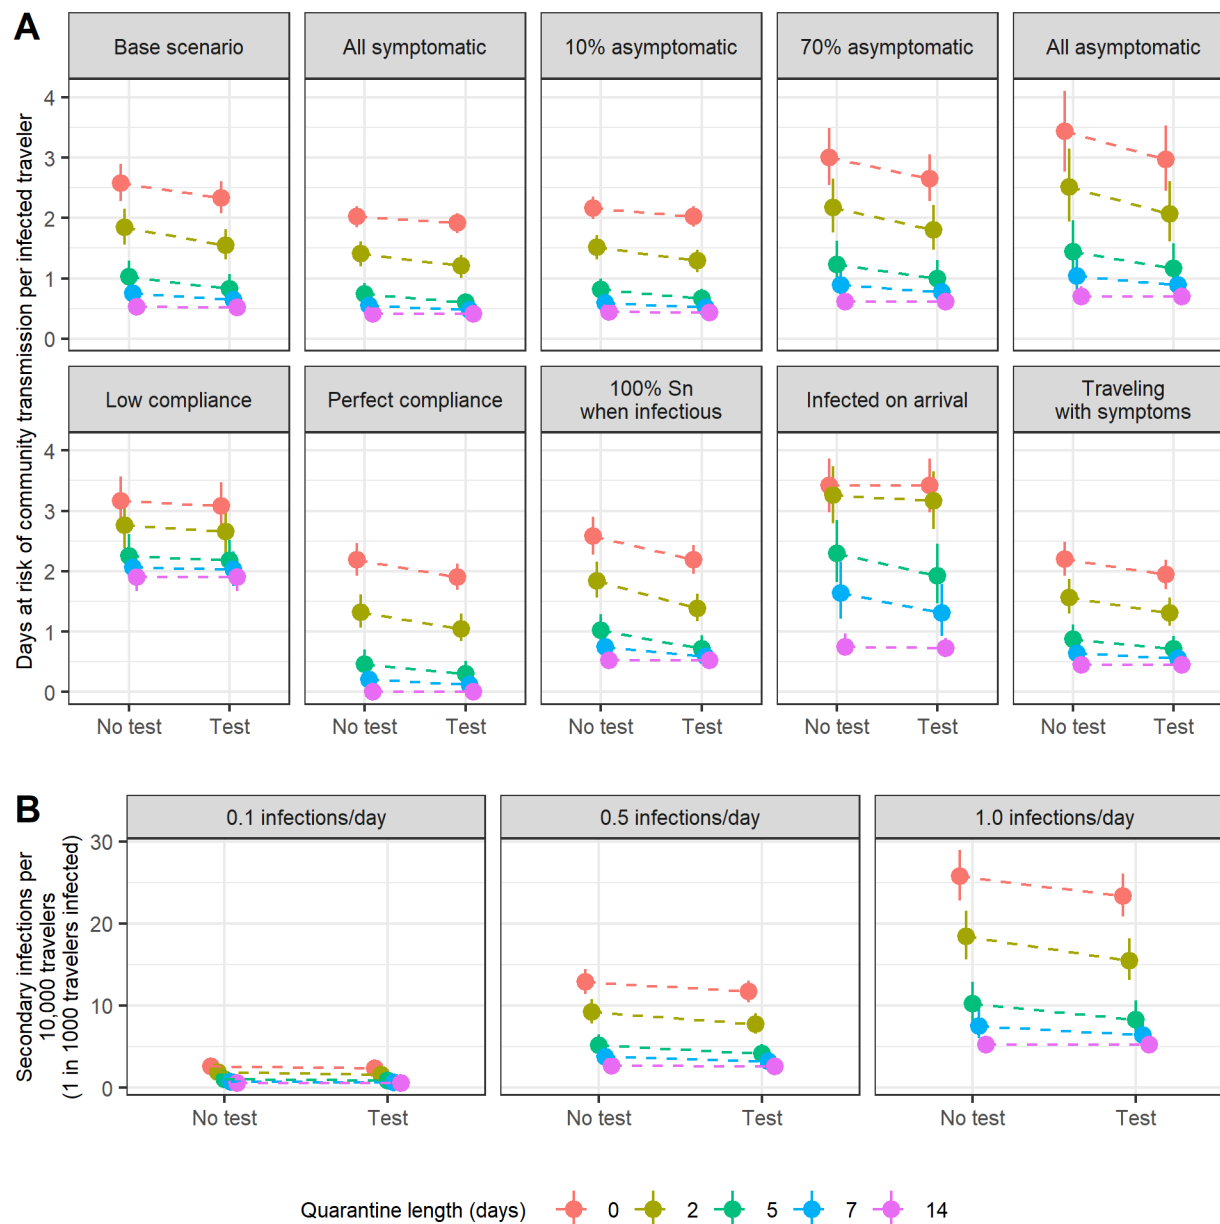 A
Base scenario
All symptomatic
10% asymptomatic
70% asymptomatic
All asymptomatic
Days at risk of community transmission per infected traveler
4
3
2
1
0
Low compliance
Perfect compliance
100% Sn
when infectious
Infected on arrival
Traveling
with symptoms
4
3
2
1
0
No test
Test
No test
Test
No test
Test
No test
Test
No test
Test
B
0.1 infections/day
0.5 infections/day
1.0 infections/day
Secondary infections per
10,000 travelers
(1 in 1000 travelers infected)
30
20
10
0
No test
Test
No test
Test
No test
Test
Quarantine length (days)
0
2
5
7
14